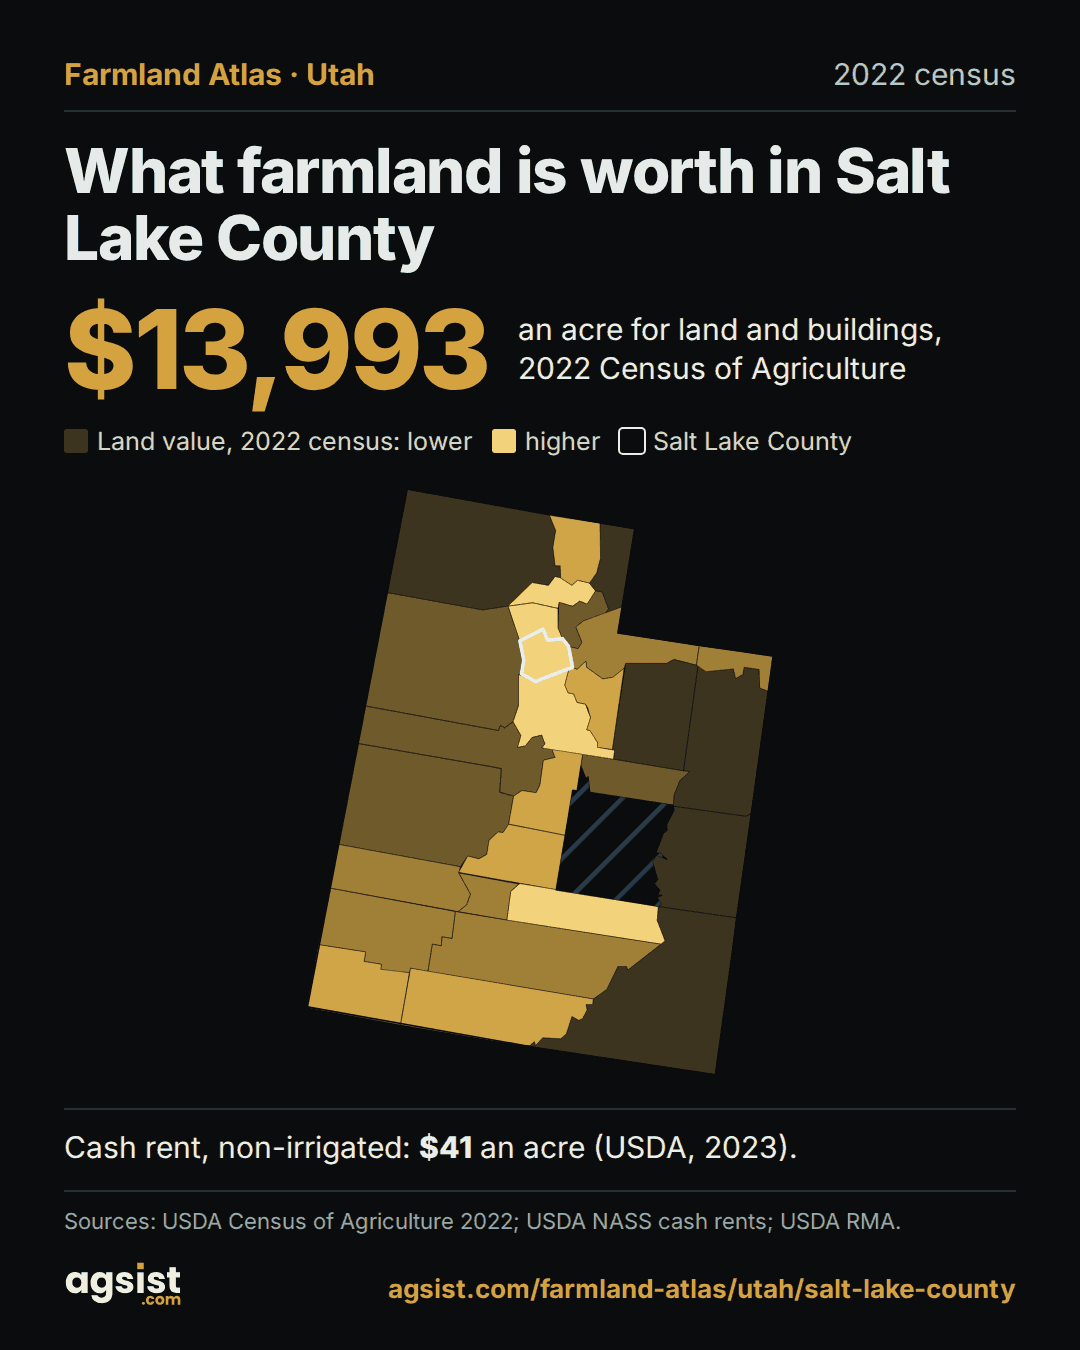 Farmland Atlas · Utah
2022 census
What farmland is worth in Salt
Lake County
$13,993
an acre for land and buildings,
2022 Census of Agriculture
Land value, 2022 census: lower
higher
Salt Lake County
Cash rent, non-irrigated: $41 an acre (USDA, 2023).
Sources: USDA Census of Agriculture 2022; USDA NASS cash rents; USDA RMA.
agsist
.com
agsist.com/farmland-atlas/utah/salt-lake-county